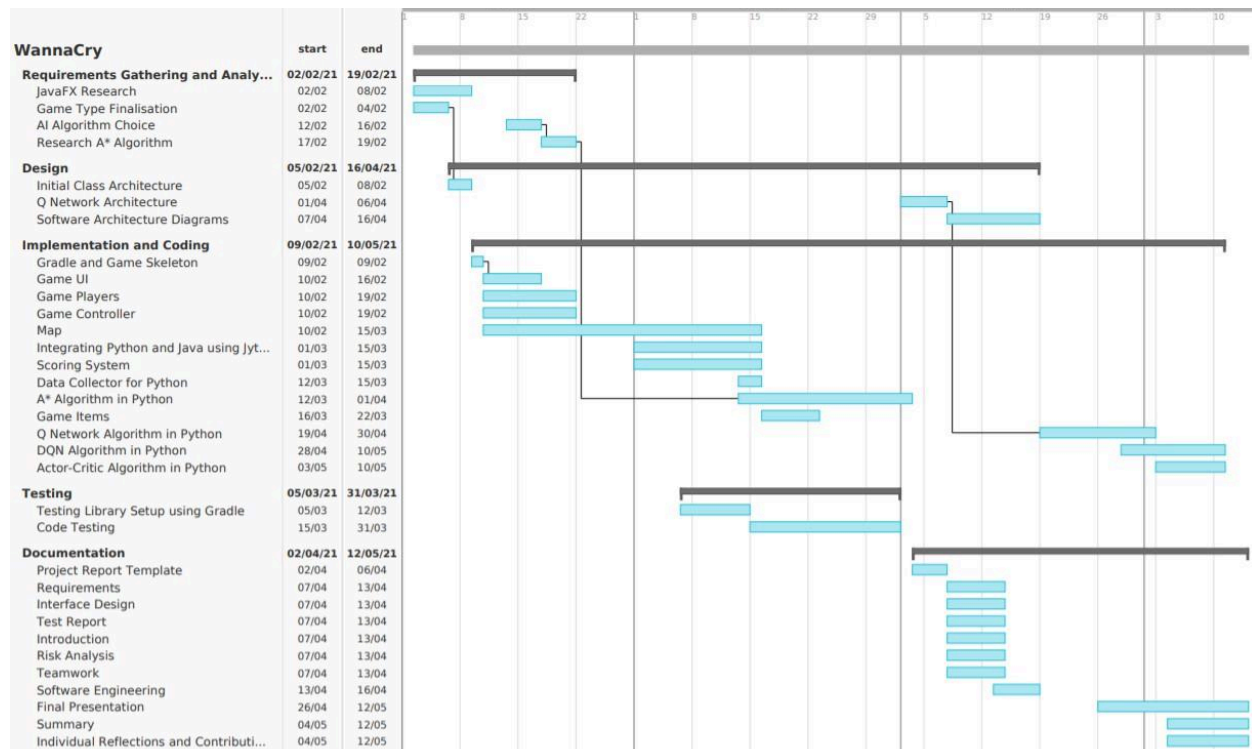 1 8 15 22 1 8 15 22 29 5 12 19 26 3 10
WannaCry start end
Requirements Gathering and Analy... 02/02/21 19/02/21
JavaFX Research 02/02 08/02
Game Type Finalisation 02/02 04/02
AI Algorithm Choice 12/02 16/02
Research A* Algorithm 17/02 19/02
Design 05/02/21 16/04/21
Initial Class Architecture 05/02 08/02
Q Network Architecture 01/04 06/04
Software Architecture Diagrams 07/04 16/04
Implementation and Coding 09/02/21 10/05/21
Gradle and Game Skeleton 09/02 09/02
Game UI 10/02 16/02
Game Players 10/02 19/02
Game Controller 10/02 19/02
Map 10/02 15/03
Integrating Python and Java using Jyt... 01/03 15/03
Scoring System 01/03 15/03
Data Collector for Python 12/03 15/03
A* Algorithm in Python 12/03 01/04
Game Items 16/03 22/03
Q Network Algorithm in Python 19/04 30/04
DQN Algorithm in Python 28/04 10/05
Actor-Critic Algorithm in Python 03/05 10/05
Testing 05/03/21 31/03/21
Testing Library Setup using Gradle 05/03 12/03
Code Testing 15/03 31/03
Documentation 02/04/21 12/05/21
Project Report Template 02/04 06/04
Requirements 07/04 13/04
Interface Design 07/04 13/04
Test Report 07/04 13/04
Introduction 07/04 13/04
Risk Analysis 07/04 13/04
Teamwork 07/04 13/04
Software Engineering 13/04 16/04
Final Presentation 26/04 12/05
Summary 04/05 12/05
Individual Reflections and Contributi... 04/05 12/05